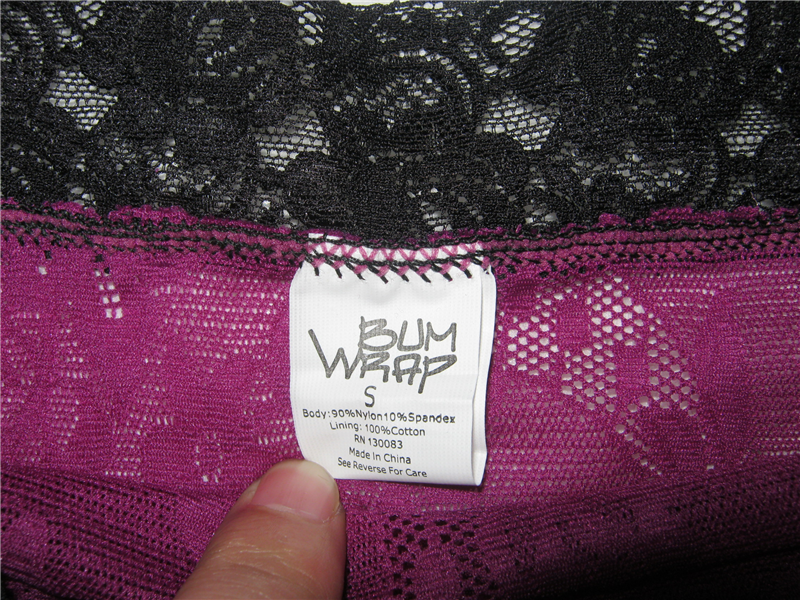 BUM
WRAP
S
Body:90%Nylon10%Spandex
Lining: 100%Cotton
RN 130083
Made in China
See Reverse For Care